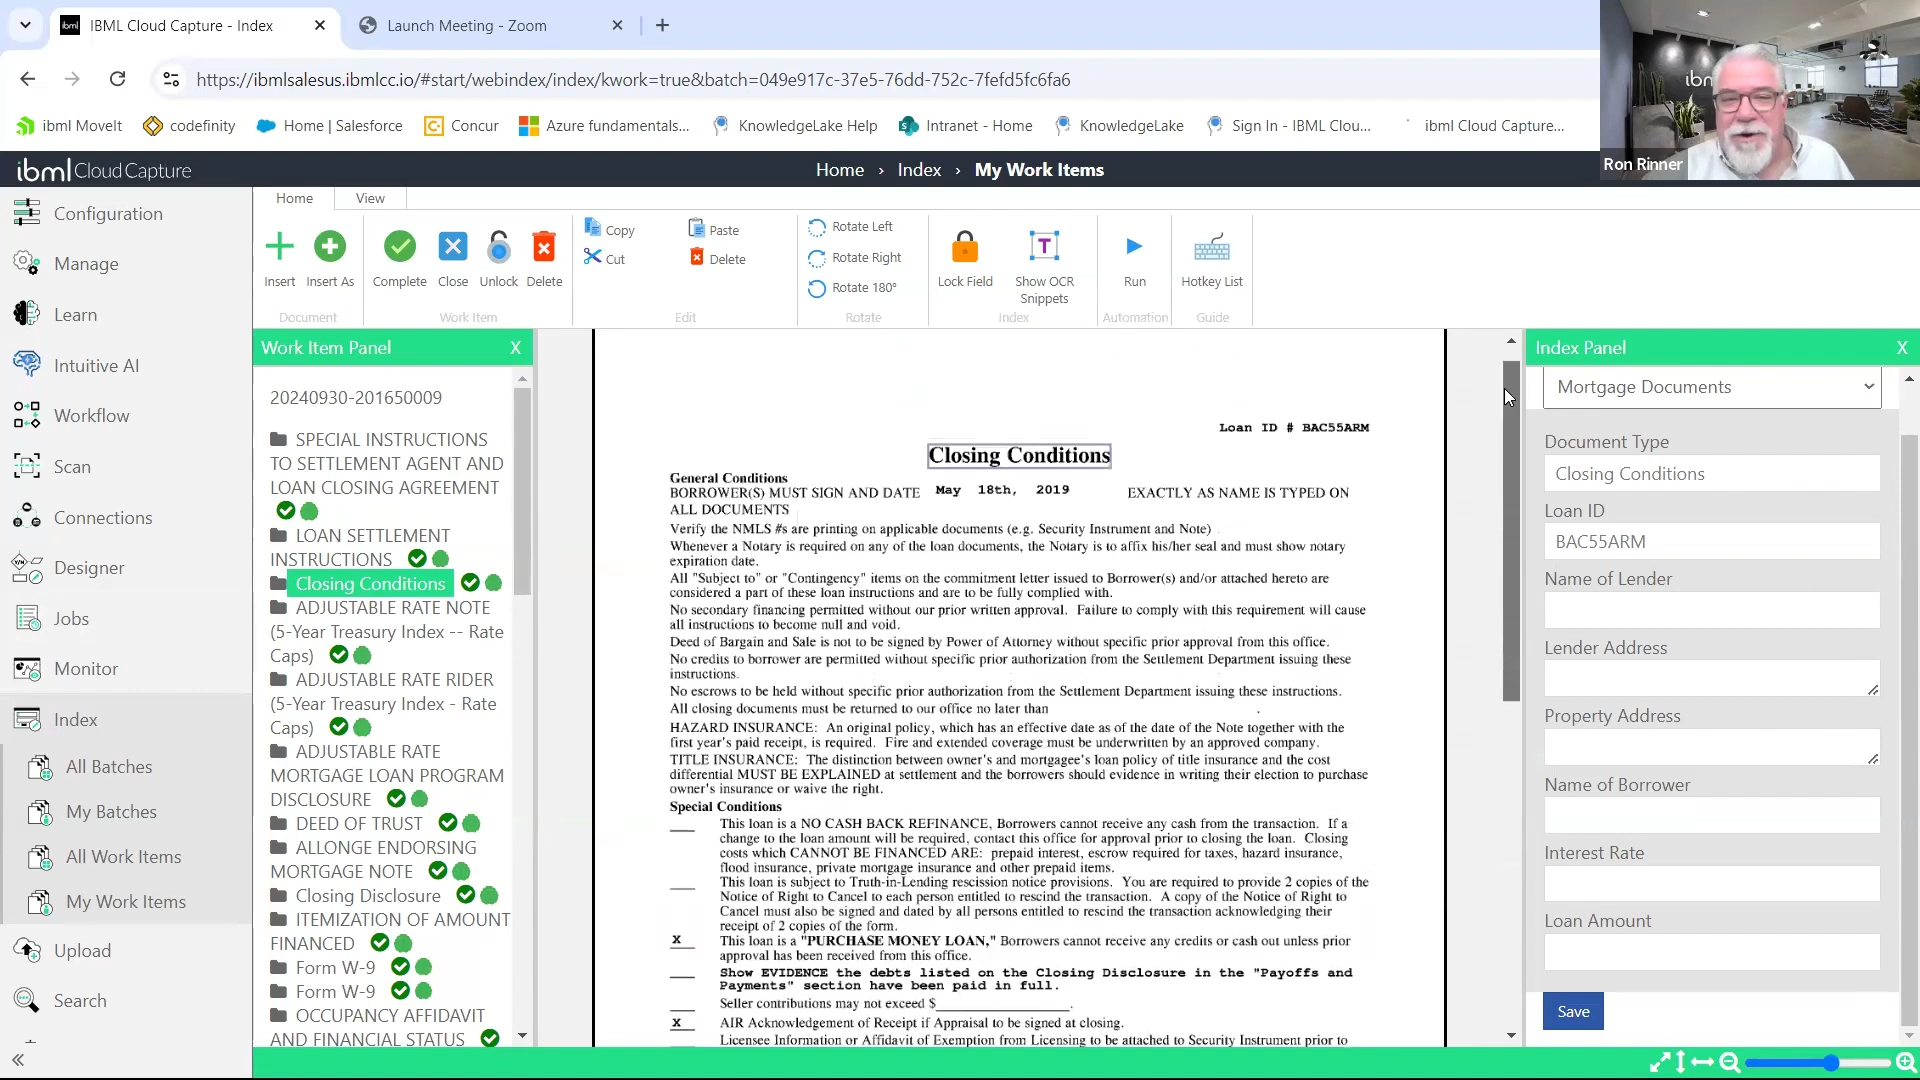 IBML Cloud Capture - Index
Launch Meeting - Zoom
https://ibmlsalesus.ibmlcc.io/#start/webindex/index/kwork=true&batch=049e917c-37e5-76dd-752c-7fefd5fc6fa6
ibml MoveIt
codefinity
Home | Salesforce
Concur
Azure fundamentals...
KnowledgeLake Help
Intranet - Home
KnowledgeLake
Sign In - IBML Clou...
ibml Cloud Capture...
Ron Rinner
ibml Cloud Capture
Home › Index › My Work Items
Configuration
Manage
Learn
Intuitive AI
Workflow
Scan
Connections
Designer
Jobs
Monitor
Index
All Batches
My Batches
All Work Items
My Work Items
Upload
Search
Home View
Insert
Insert As
Document
Complete
Close
Unlock
Delete
Work Item
Copy
Paste
Cut
Delete
Edit
Rotate Left
Rotate Right
Rotate 180°
Rotate
Lock Field
Show OCR
Snippets
Index
Run
Automation
Hotkey List
Guide
Work Item Panel X
20240930-201650009
SPECIAL INSTRUCTIONS
TO SETTLEMENT AGENT AND
LOAN CLOSING AGREEMENT
LOAN SETTLEMENT
INSTRUCTIONS
Closing Conditions
ADJUSTABLE RATE NOTE
(5-Year Treasury Index -- Rate
Caps)
ADJUSTABLE RATE RIDER
(5-Year Treasury Index - Rate
Caps)
ADJUSTABLE RATE
MORTGAGE LOAN PROGRAM
DISCLOSURE
DEED OF TRUST
ALLONGE ENDORSING
MORTGAGE NOTE
Closing Disclosure
ITEMIZATION OF AMOUNT
FINANCED
Form W-9
Form W-9
OCCUPANCY AFFIDAVIT
AND FINANCIAL STATUS
Loan ID # BAC55ARM
Closing Conditions
General Conditions
BORROWER(S) MUST SIGN AND DATE May 18th, 2019 EXACTLY AS NAME IS TYPED ON
ALL DOCUMENTS
Verify the NMLS #s are printing on applicable documents (e.g. Security Instrument and Note)
Whenever a Notary is required on any of the loan documents, the Notary is to affix his/her seal and must show notary
expiration date.
All "Subject to" or "Contingency" items on the commitment letter issued to Borrower(s) and/or attached hereto are
considered a part of these loan instructions and are to be fully complied with.
No secondary financing permitted without our prior written approval. Failure to comply with this requirement will cause
all instructions to become null and void.
Deed of Bargain and Sale is not to be signed by Power of Attorney without specific prior approval from this office.
No credits to borrower are permitted without specific prior authorization from the Settlement Department issuing these
instructions.
No escrows to be held without specific prior authorization from the Settlement Department issuing these instructions.
All closing documents must be returned to our office no later than .
HAZARD INSURANCE: An original policy, which has an effective date as of the date of the Note together with the
first year's paid receipt, is required. Fire and extended coverage must be underwritten by an approved company.
TITLE INSURANCE: The distinction between owner's and mortgagee's loan policy of title insurance and the cost
differential MUST BE EXPLAINED at settlement and the borrowers should evidence in writing their election to purchase
owner's insurance or waive the right.
Special Conditions
This loan is a NO CASH BACK REFINANCE, Borrowers cannot receive any cash from the transaction. If a
change to the loan amount will be required, contact this office for approval prior to closing the loan. Closing
costs which CANNOT BE FINANCED ARE: prepaid interest, escrow required for taxes, hazard insurance,
flood insurance, private mortgage insurance and other prepaid items.
This loan is subject to Truth-in-Lending rescission notice provisions. You are required to provide 2 copies of the
Notice of Right to Cancel to each person entitled to rescind the transaction. A copy of the Notice of Right to
Cancel must also be signed and dated by all persons entitled to rescind the transaction acknowledging their
receipt of 2 copies of the form.
X This loan is a "PURCHASE MONEY LOAN," Borrowers cannot receive any credits or cash out unless prior
approval has been received from this office.
Show EVIDENCE the debts listed on the Closing Disclosure in the "Payoffs and
Payments" section have been paid in full.
Seller contributions may not exceed $ .
X AIR Acknowledgement of Receipt if Appraisal to be signed at closing.
Licensee Information or Affidavit of Exemption from Licensing to be attached to Security Instrument prior to
Index Panel X
Mortgage Documents
Document Type
Closing Conditions
Loan ID
BAC55ARM
Name of Lender
Lender Address
Property Address
Name of Borrower
Interest Rate
Loan Amount
Save